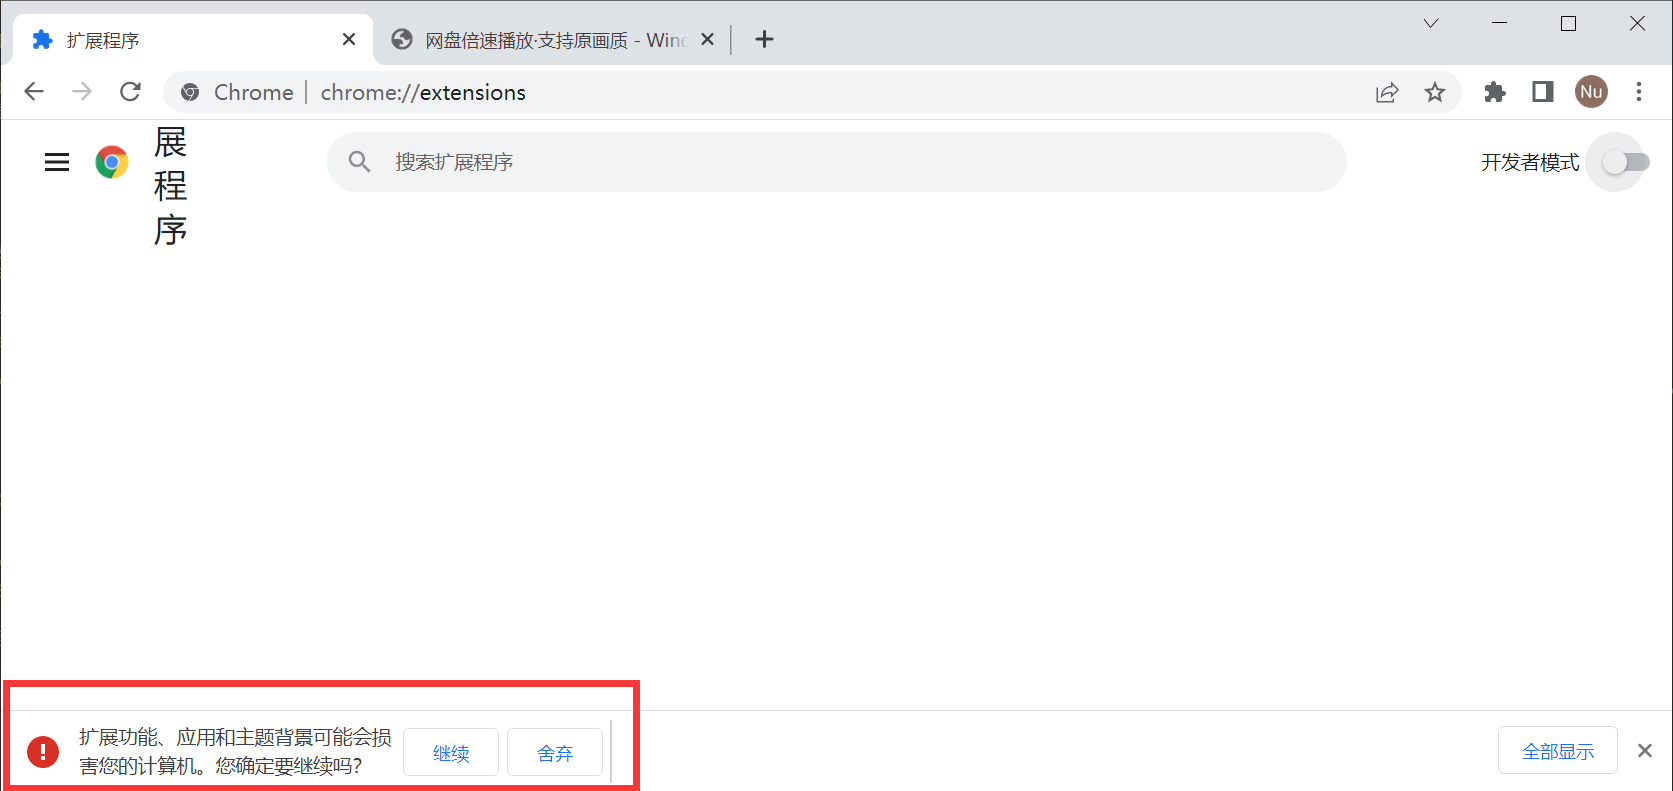 扩展程序
网盘倍速播放·支持原画质 - Wind
Chrome
chrome://extensions
Nu
展
程
序
搜索扩展程序
开发者模式
扩展功能、应用和主题背景可能会损
害您的计算机。您确定要继续吗?
继续
舍弃
全部显示